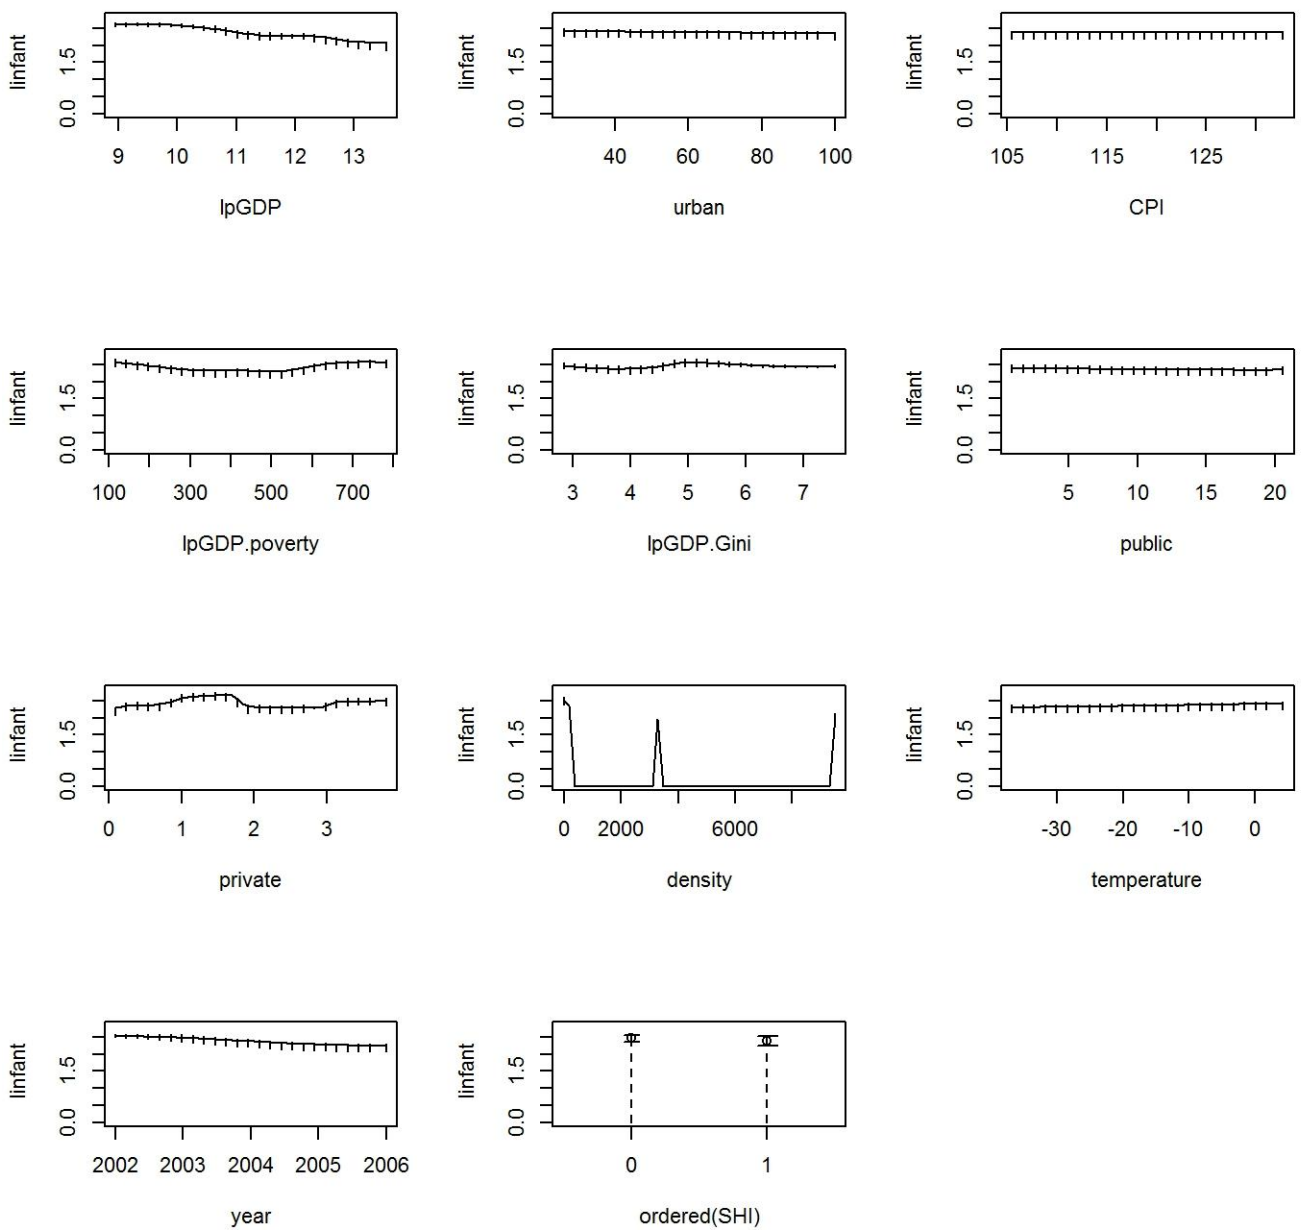 linfant
0.0 1.5
9 10 11 12 13
lpGDP
linfant
0.0 1.5
40 60 80 100
urban
linfant
0.0 1.5
105 115 125
CPI
linfant
0.0 1.5
100 300 500 700
lpGDP.poverty
linfant
0.0 1.5
3 4 5 6 7
lpGDP.Gini
linfant
0.0 1.5
5 10 15 20
public
linfant
0.0 1.5
0 1 2 3
private
linfant
0.0 1.5
0 2000 6000
density
linfant
0.0 1.5
-30 -20 -10 0
temperature
linfant
0.0 1.5
2002 2003 2004 2005 2006
year
linfant
0.0 1.5
0 1
ordered(SHI)